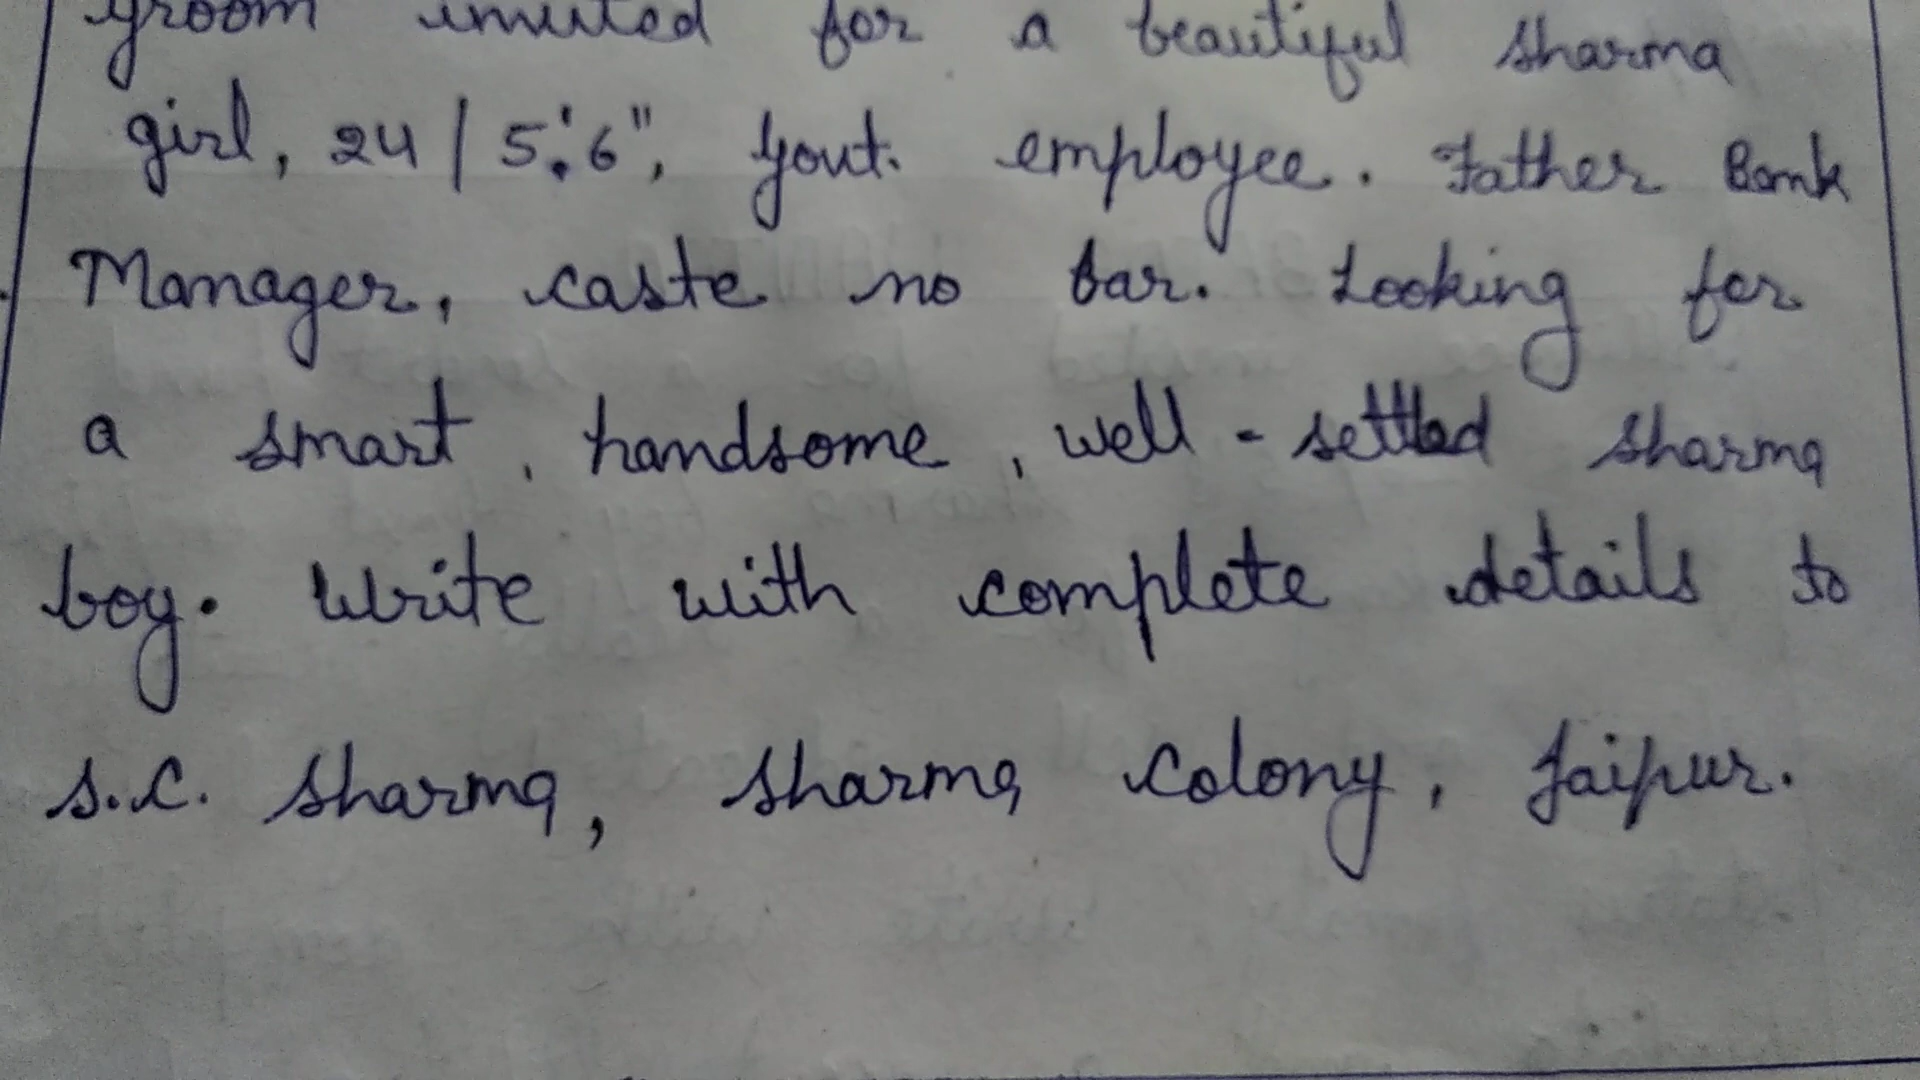 groom invited for a beautiful Sharma
girl, 24 / 5'.6", Govt. employee. Father Bank
Manager, caste no bar. Looking for
a smart, handsome, well-settled Sharma
boy. Write with complete details to
S.C. Sharma, Sharma Colony, Jaipur.